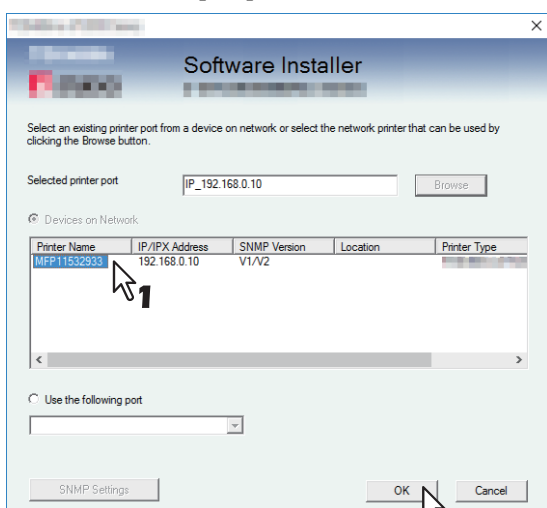 Software Installer
Select an existing printer port from a device on network or select the network printer that can be used by
clicking the Browse button.
Selected printer port IP_192.168.0.10 Browse
Devices on Network
Printer Name IP/IPX Address SNMP Version Location Printer Type
MFP11532933 192.168.0.10 V1/V2
1
Use the following port
SNMP Settings OK Cancel